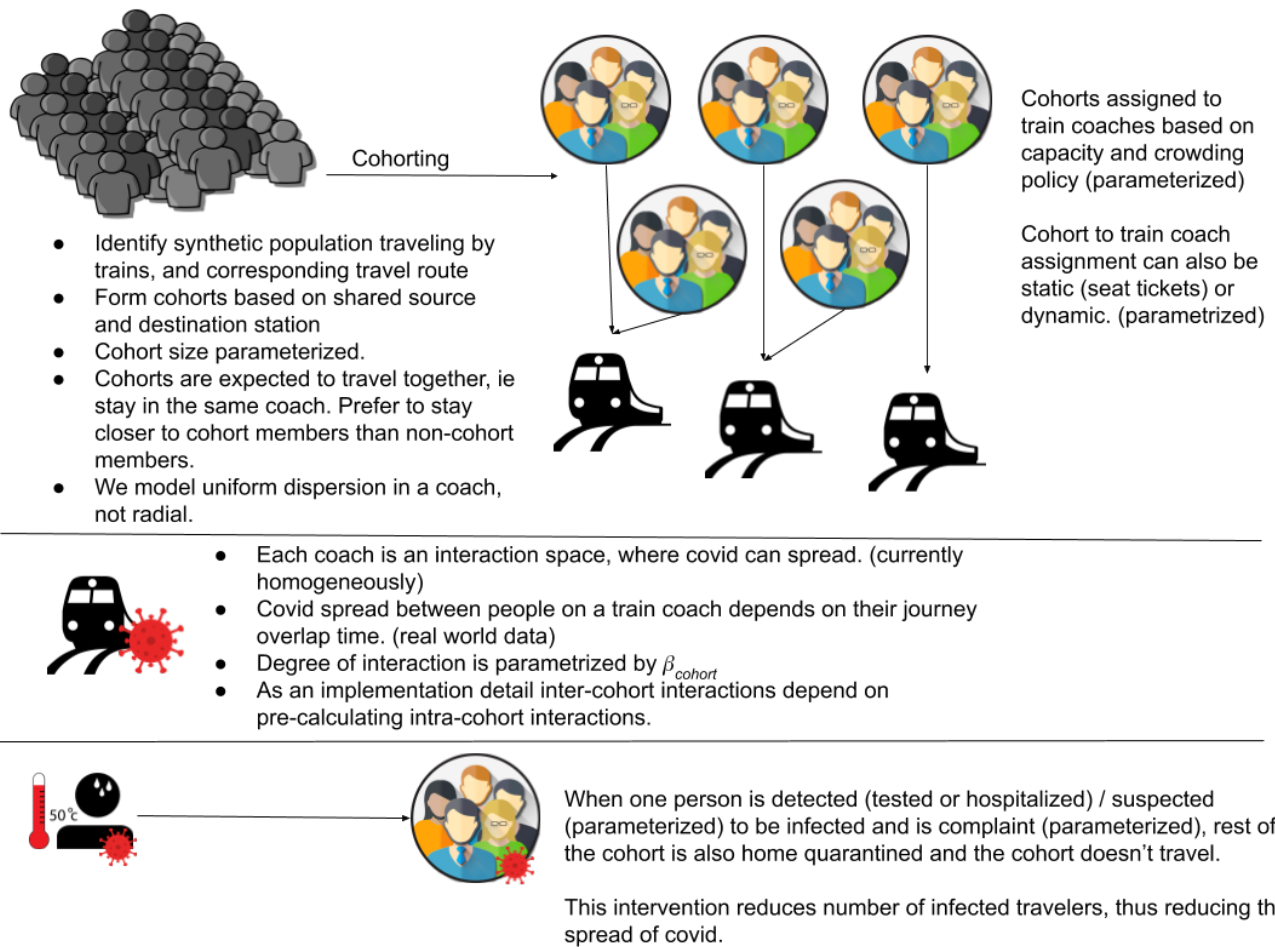 Cohorting
Cohorts assigned to
train coaches based on
capacity and crowding
policy (parameterized)
Cohort to train coach
assignment can also be
static (seat tickets) or
dynamic. (parametrized)
● Identify synthetic population traveling by
trains, and corresponding travel route
● Form cohorts based on shared source
and destination station
● Cohort size parameterized.
● Cohorts are expected to travel together, ie
stay in the same coach. Prefer to stay
closer to cohort members than non-cohort
members.
● We model uniform dispersion in a coach,
not radial.
● Each coach is an interaction space, where covid can spread. (currently
homogeneously)
● Covid spread between people on a train coach depends on their journey
overlap time. (real world data)
● Degree of interaction is parametrized by β cohort
● As an implementation detail inter-cohort interactions depend on
pre-calculating intra-cohort interactions.
50°c
When one person is detected (tested or hospitalized) / suspected
(parameterized) to be infected and is complaint (parameterized), rest of
the cohort is also home quarantined and the cohort doesn’t travel.
This intervention reduces number of infected travelers, thus reducing th
spread of covid.